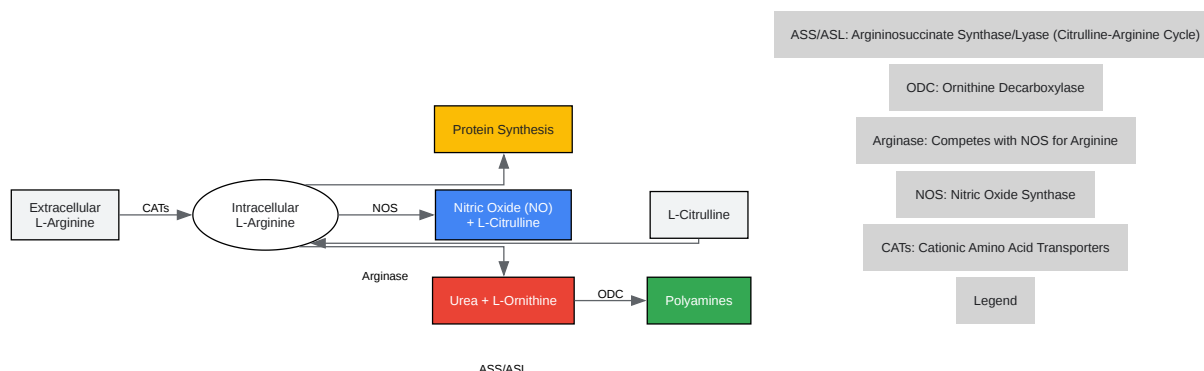 ASS/ASL: Argininosuccinate Synthase/Lyase (Citrulline-Arginine Cycle)
ODC: Ornithine Decarboxylase
Arginase: Competes with NOS for Arginine
NOS: Nitric Oxide Synthase
CATs: Cationic Amino Acid Transporters
Legend
Protein Synthesis
Extracellular
L-Arginine
CATs
Intracellular
L-Arginine
NOS
Nitric Oxide (NO)
+ L-Citrulline
L-Citrulline
Arginase
Urea + L-Ornithine
ODC
Polyamines
ASS/ASL